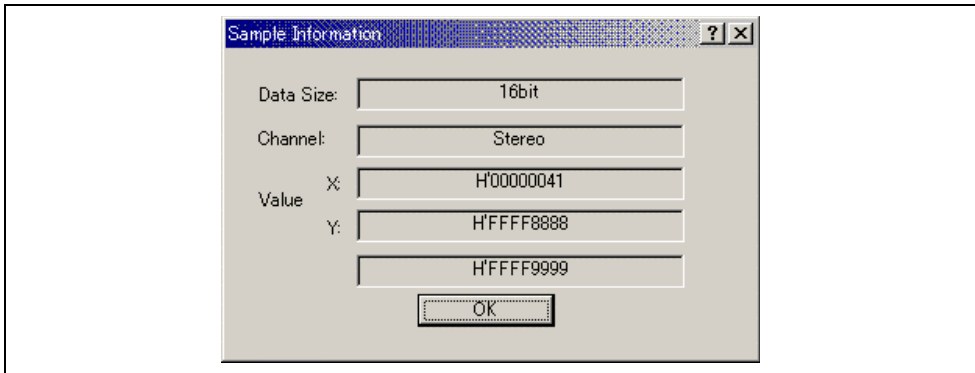 Sample Information
Data Size: 16bit
Channel: Stereo
Value X: H'00000041
Y: H'FFFF8888
H'FFFF9999
OK